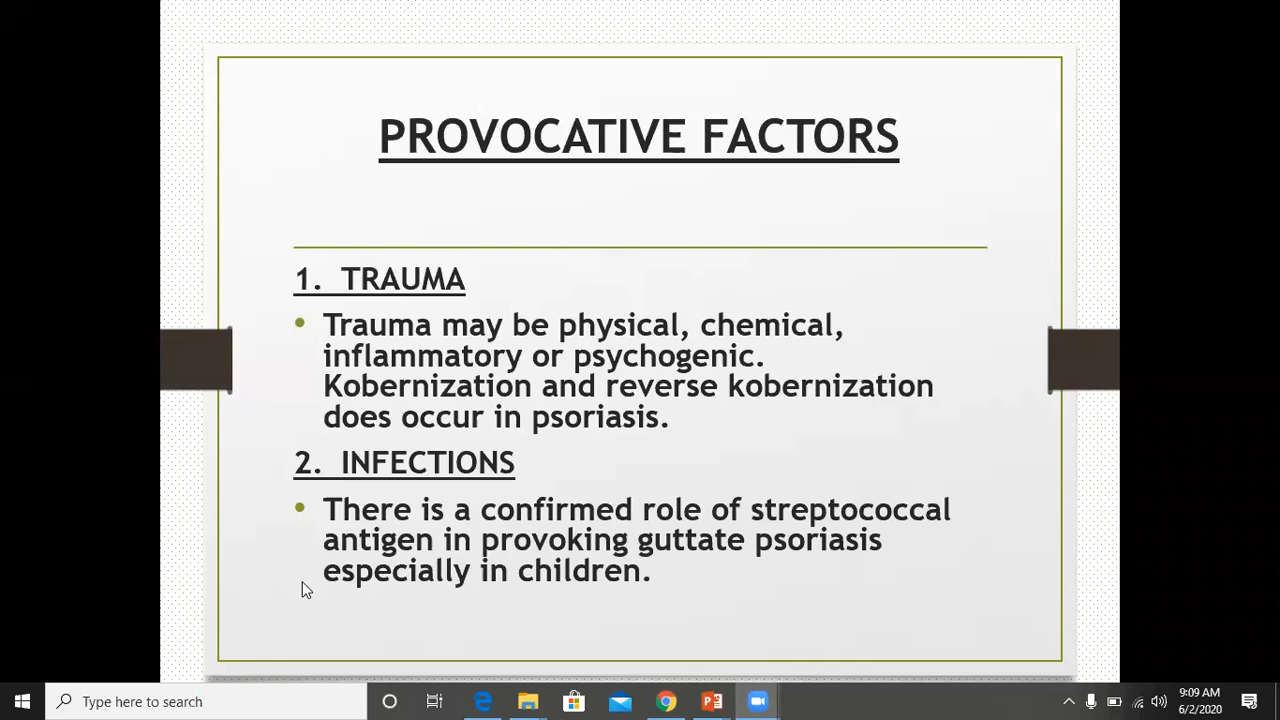 PROVOCATIVE FACTORS
1. TRAUMA
• Trauma may be physical, chemical,
inflammatory or psychogenic.
Kobernization and reverse kobernization
does occur in psoriasis.
2. INFECTIONS
• There is a confirmed role of streptococcal
antigen in provoking guttate psoriasis
especially in children.
Type here to search
9:09 AM
6/2/2020